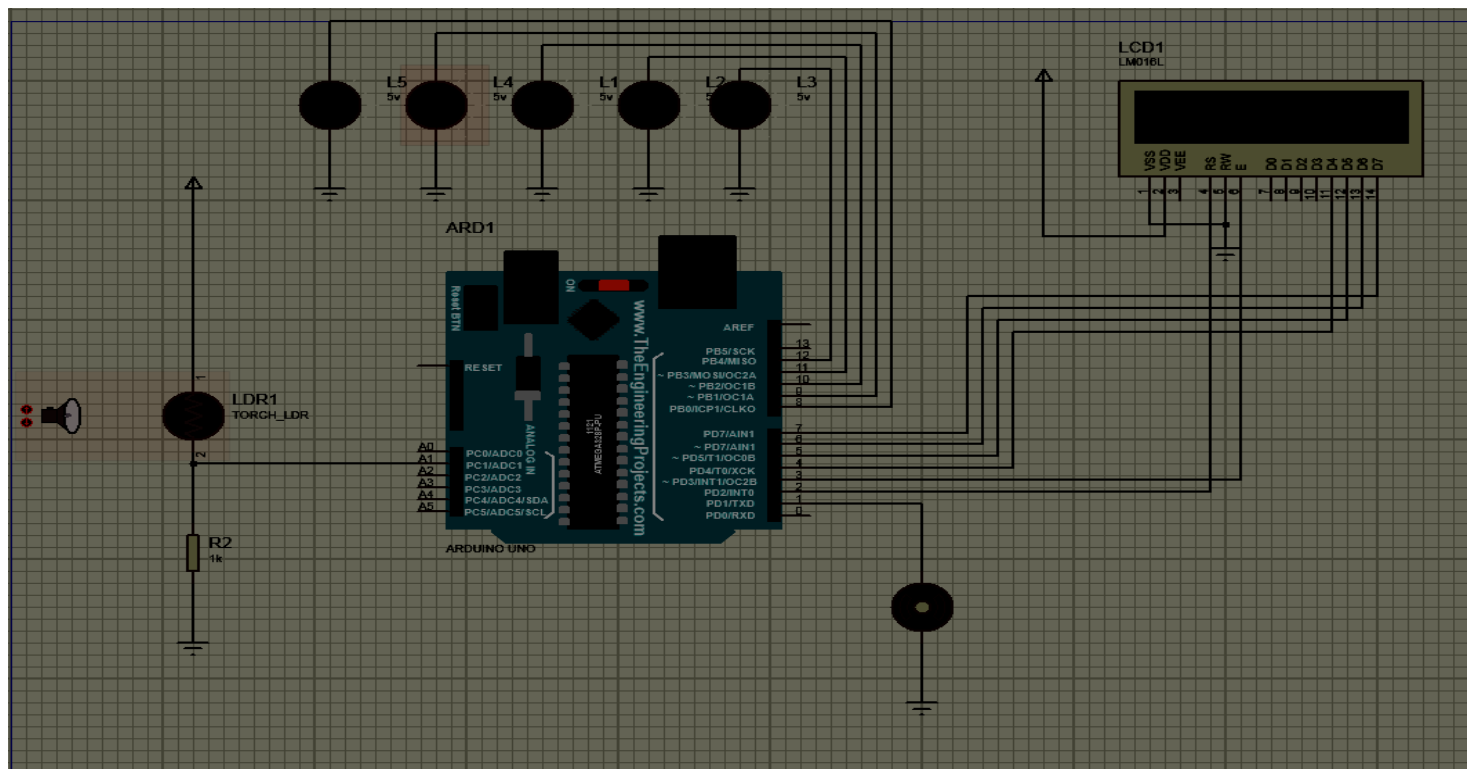 LCD1
LM016L
L5
5v
L4
5v
L1
5v
L2
5v
L3
5v
VSS
VDD
VEE
RS
RW
E
D0
D1
D2
D3
D4
D5
D6
D7
1
2
3
4
5
6
7
8
9
10
11
12
13
14
ARD1
Reset BTN
ON
www.TheEngineeringProjects.com
AREF
13
PB5/SCK
12
PB4/MISO
11
~ PB3/MOSI/OC2A
10
~ PB2/OC1B
9
~ PB1/OC1A
8
PB0/ICP1/CLKO
RESET
1121
ATMEGA328P-PU
ANALOG IN
7
PD7/AIN1
6
~ PD7/AIN1
5
~ PD5/T1/OC0B
4
PD4/T0/XCK
3
~ PD3/INT1/OC2B
2
PD2/INT0
1
PD1/TXD
0
PD0/RXD
A0
PC0/ADC0
A1
PC1/ADC1
A2
PC2/ADC2
A3
PC3/ADC3
A4
PC4/ADC4/SDA
A5
PC5/ADC5/SCL
ARDUINO UNO
1
LDR1
TORCH_LDR
2
R2
1k